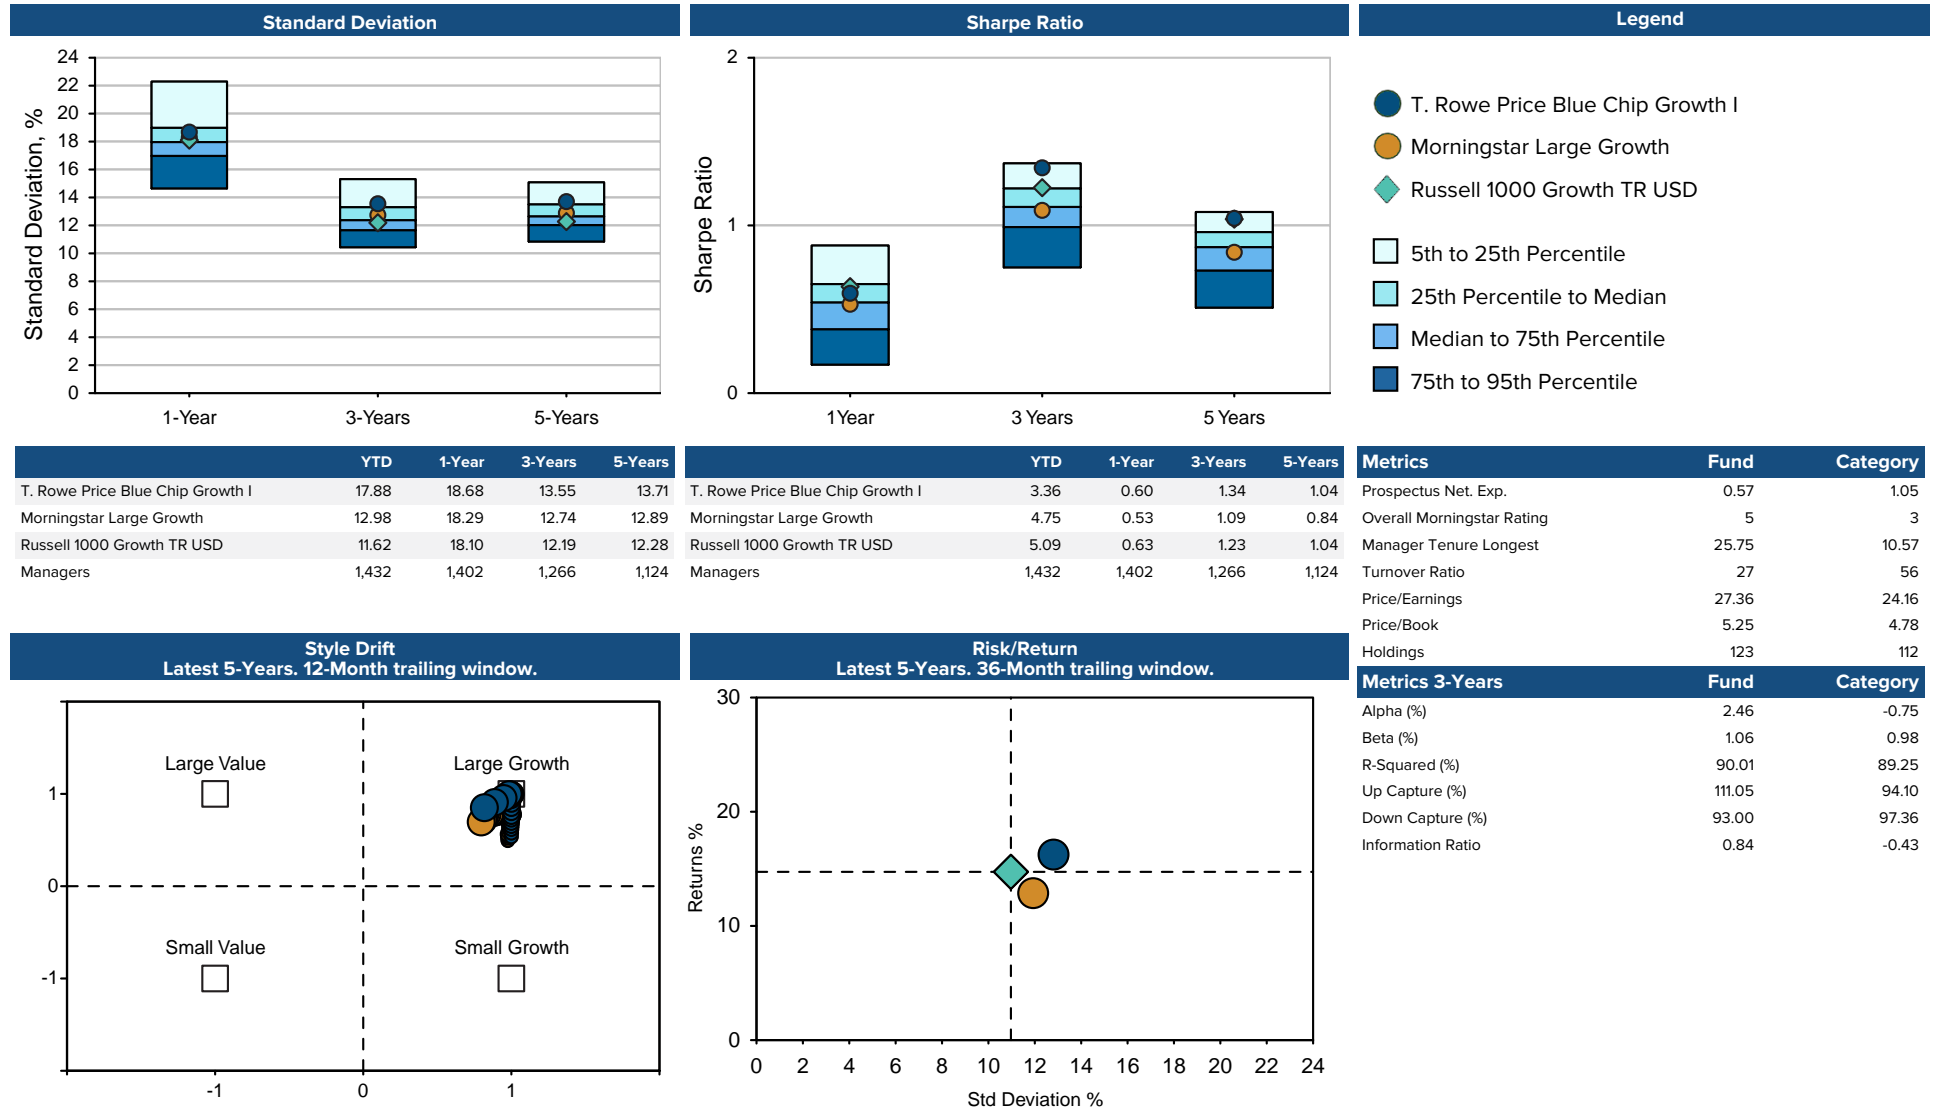 Standard Deviation
Sharpe Ratio
Legend
Standard Deviation, %
24
22
20
18
16
14
12
10
8
6
4
2
0
1-Year 3-Years 5-Years
Sharpe Ratio
2
1
0
1Year 3 Years 5 Years
T. Rowe Price Blue Chip Growth I
Morningstar Large Growth
Russell 1000 Growth TR USD
5th to 25th Percentile
25th Percentile to Median
Median to 75th Percentile
75th to 95th Percentile
YTD 1-Year 3-Years 5-Years
T. Rowe Price Blue Chip Growth I 17.88 18.68 13.55 13.71
Morningstar Large Growth 12.98 18.29 12.74 12.89
Russell 1000 Growth TR USD 11.62 18.10 12.19 12.28
Managers 1,432 1,402 1,266 1,124
YTD 1-Year 3-Years 5-Years
T. Rowe Price Blue Chip Growth I 3.36 0.60 1.34 1.04
Morningstar Large Growth 4.75 0.53 1.09 0.84
Russell 1000 Growth TR USD 5.09 0.63 1.23 1.04
Managers 1,432 1,402 1,266 1,124
Metrics Fund Category
Prospectus Net. Exp. 0.57 1.05
Overall Morningstar Rating 5 3
Manager Tenure Longest 25.75 10.57
Turnover Ratio 27 56
Price/Earnings 27.36 24.16
Price/Book 5.25 4.78
Holdings 123 112
Metrics 3-Years Fund Category
Alpha (%) 2.46 -0.75
Beta (%) 1.06 0.98
R-Squared (%) 90.01 89.25
Up Capture (%) 111.05 94.10
Down Capture (%) 93.00 97.36
Information Ratio 0.84 -0.43
Style Drift
Latest 5-Years. 12-Month trailing window.
Large Value Large Growth
1
0
Small Value Small Growth
-1
-1 0 1
Risk/Return
Latest 5-Years. 36-Month trailing window.
Returns %
30
20
10
0
0 2 4 6 8 10 12 14 16 18 20 22 24
Std Deviation %